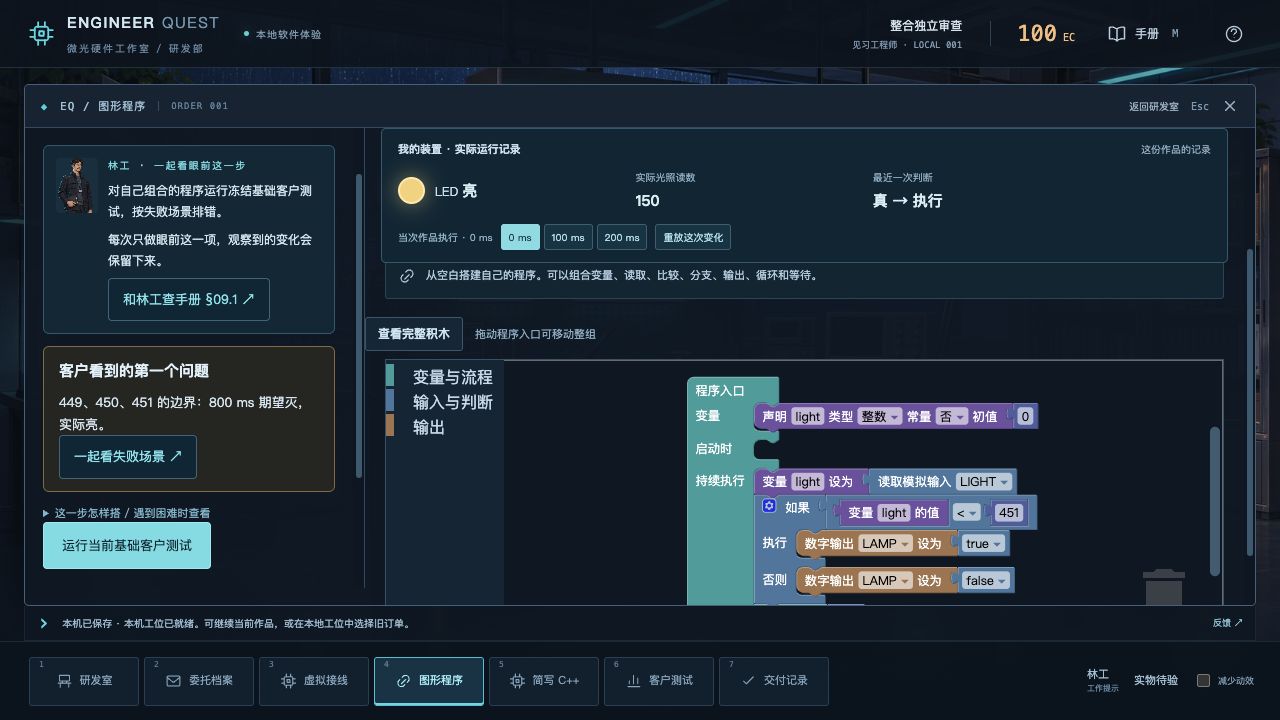 ENGINEER QUEST
微光硬件工作室 / 研发部
本地软件体验
整合独立审查
见习工程师 · LOCAL 001
100 EC
手册 M
EQ / 图形程序 | ORDER 001
返回研发室 Esc
林工 · 一起看眼前这一步
对自己组合的程序运行冻结基础客户测
试，按失败场景排错。
每次只做眼前这一项，观察到的变化会
保留下来。
和林工查手册 §09.1 ↗
客户看到的第一个问题
449、450、451 的边界：800 ms 期望灭，
实际亮。
一起看失败场景 ↗
这一步怎样搭 / 遇到困难时查看
运行当前基础客户测试
我的装置 · 实际运行记录
这份作品的记录
LED 亮
实际光照读数
150
最近一次判断
真 → 执行
当次作品执行 · 0 ms
0 ms
100 ms
200 ms
重放这次变化
从空白搭建自己的程序。可以组合变量、读取、比较、分支、输出、循环和等待。
查看完整积木
拖动程序入口可移动整组
变量与流程
输入与判断
输出
程序入口
变量 声明 light 类型 整数 常量 否 初值 0
启动时
持续执行 变量 light 设为 读取模拟输入 LIGHT
如果 变量 light 的值 < 451
执行 数字输出 LAMP 设为 true
否则 数字输出 LAMP 设为 false
本机已保存 · 本机工位已就绪。可继续当前作品，或在本地工位中选择旧订单。
反馈 ↗
1 研发室
2 委托档案
3 虚拟接线
4 图形程序
5 简写 C++
6 客户测试
7 交付记录
林工
工作提示
实物待验
减少动效